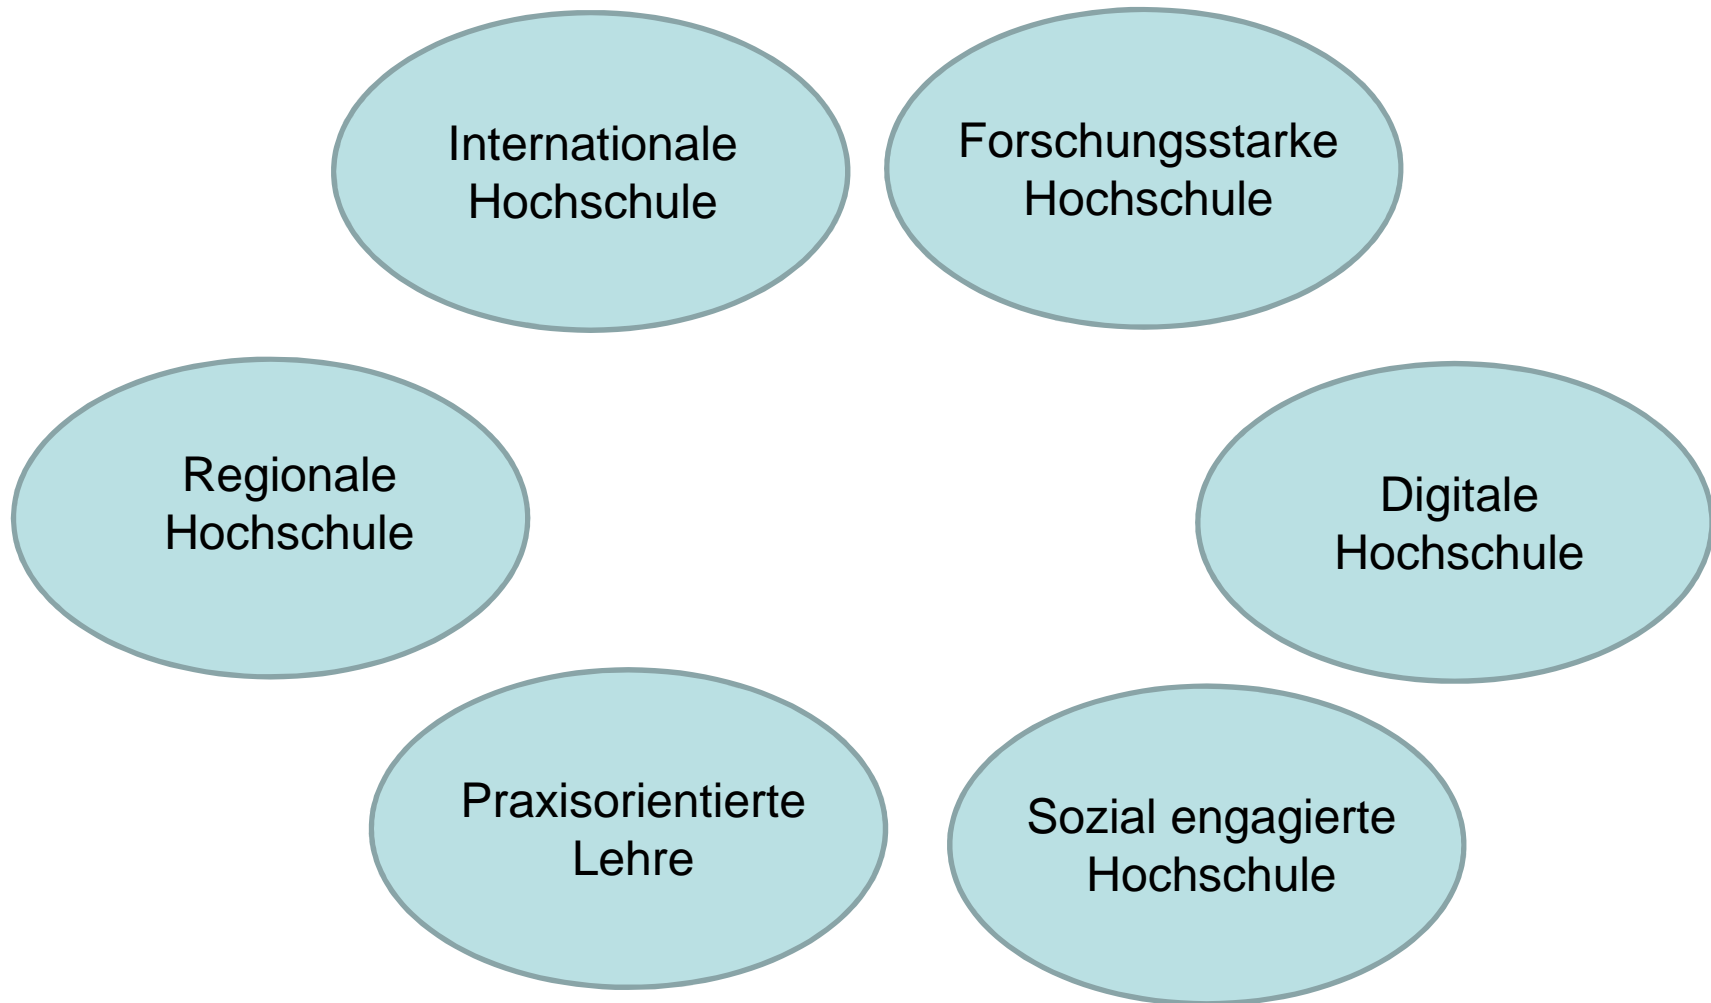 Internationale
Hochschule
Forschungsstarke
Hochschule
Regionale
Hochschule
Digitale
Hochschule
Praxisorientierte
Lehre
Sozial engagierte
Hochschule